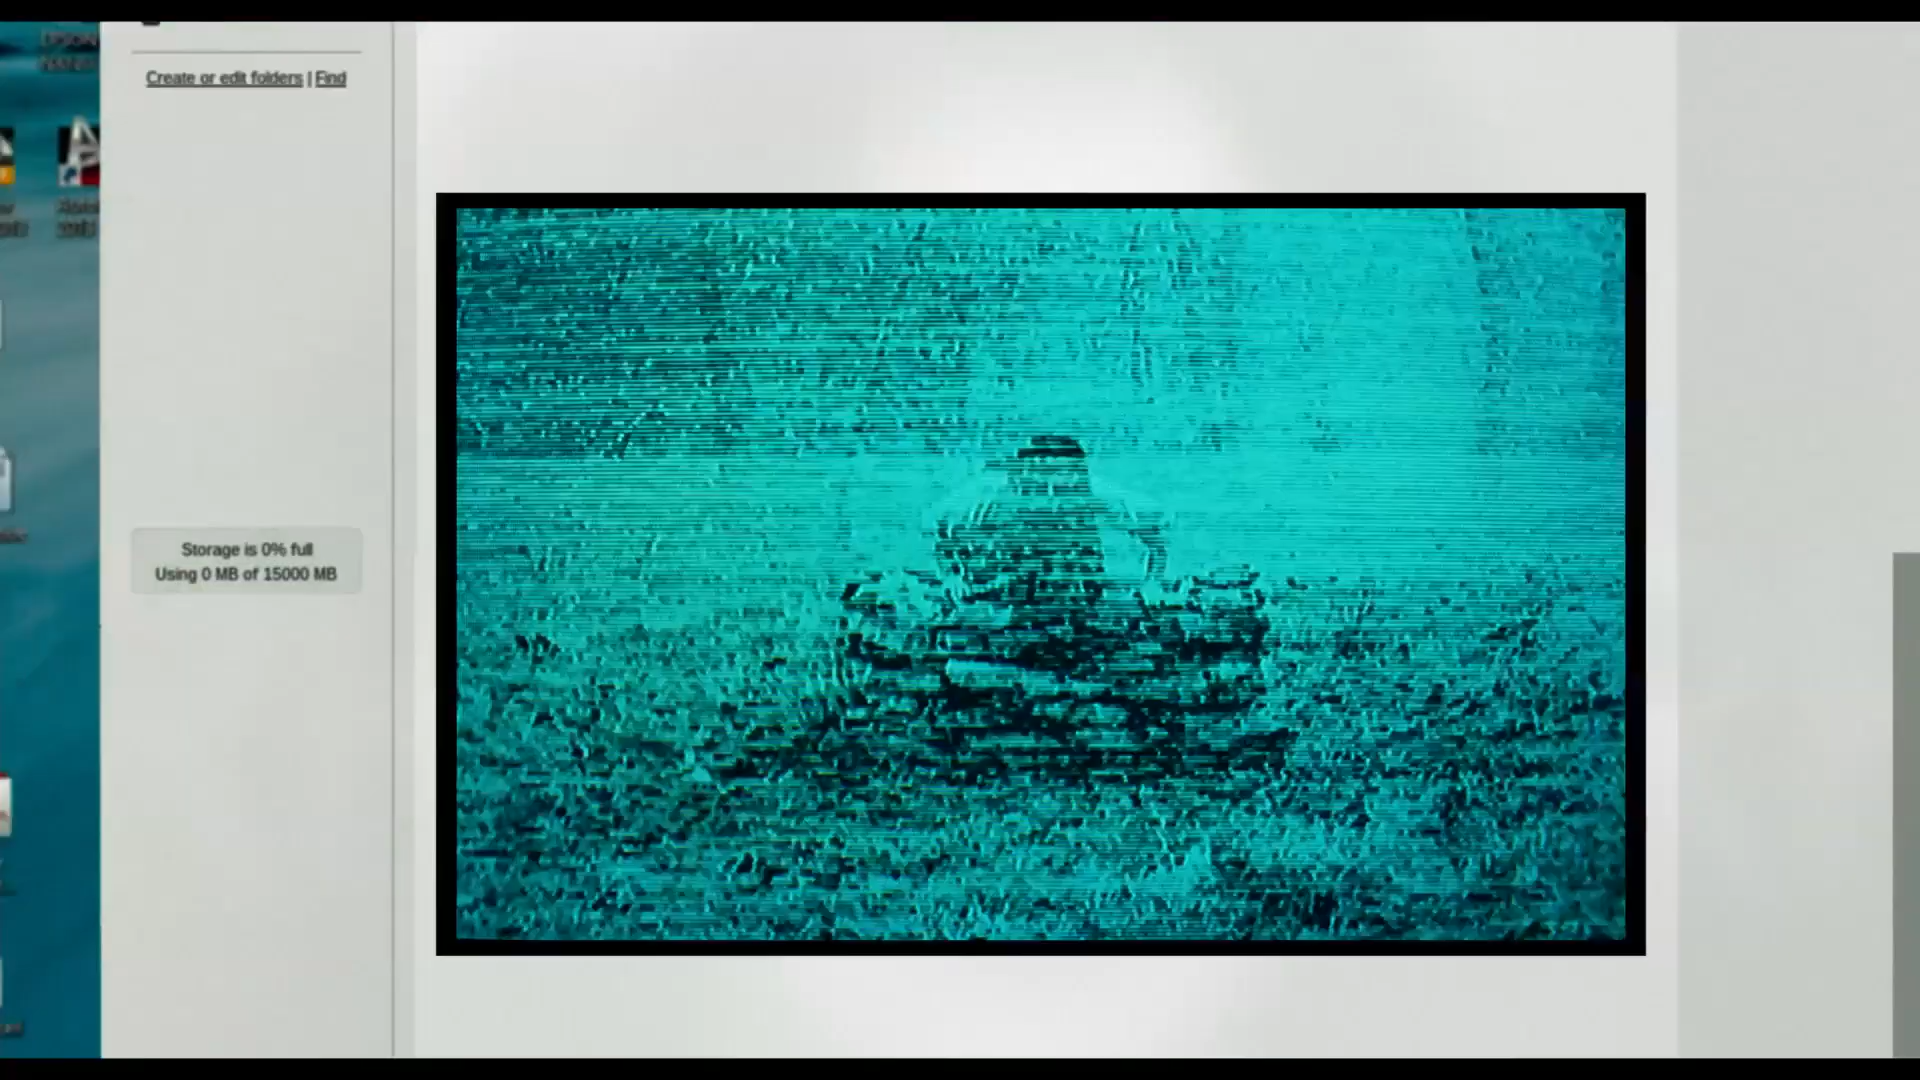 Create or edit folders | Find
Storage is 0% full
Using 0 MB of 15000 MB